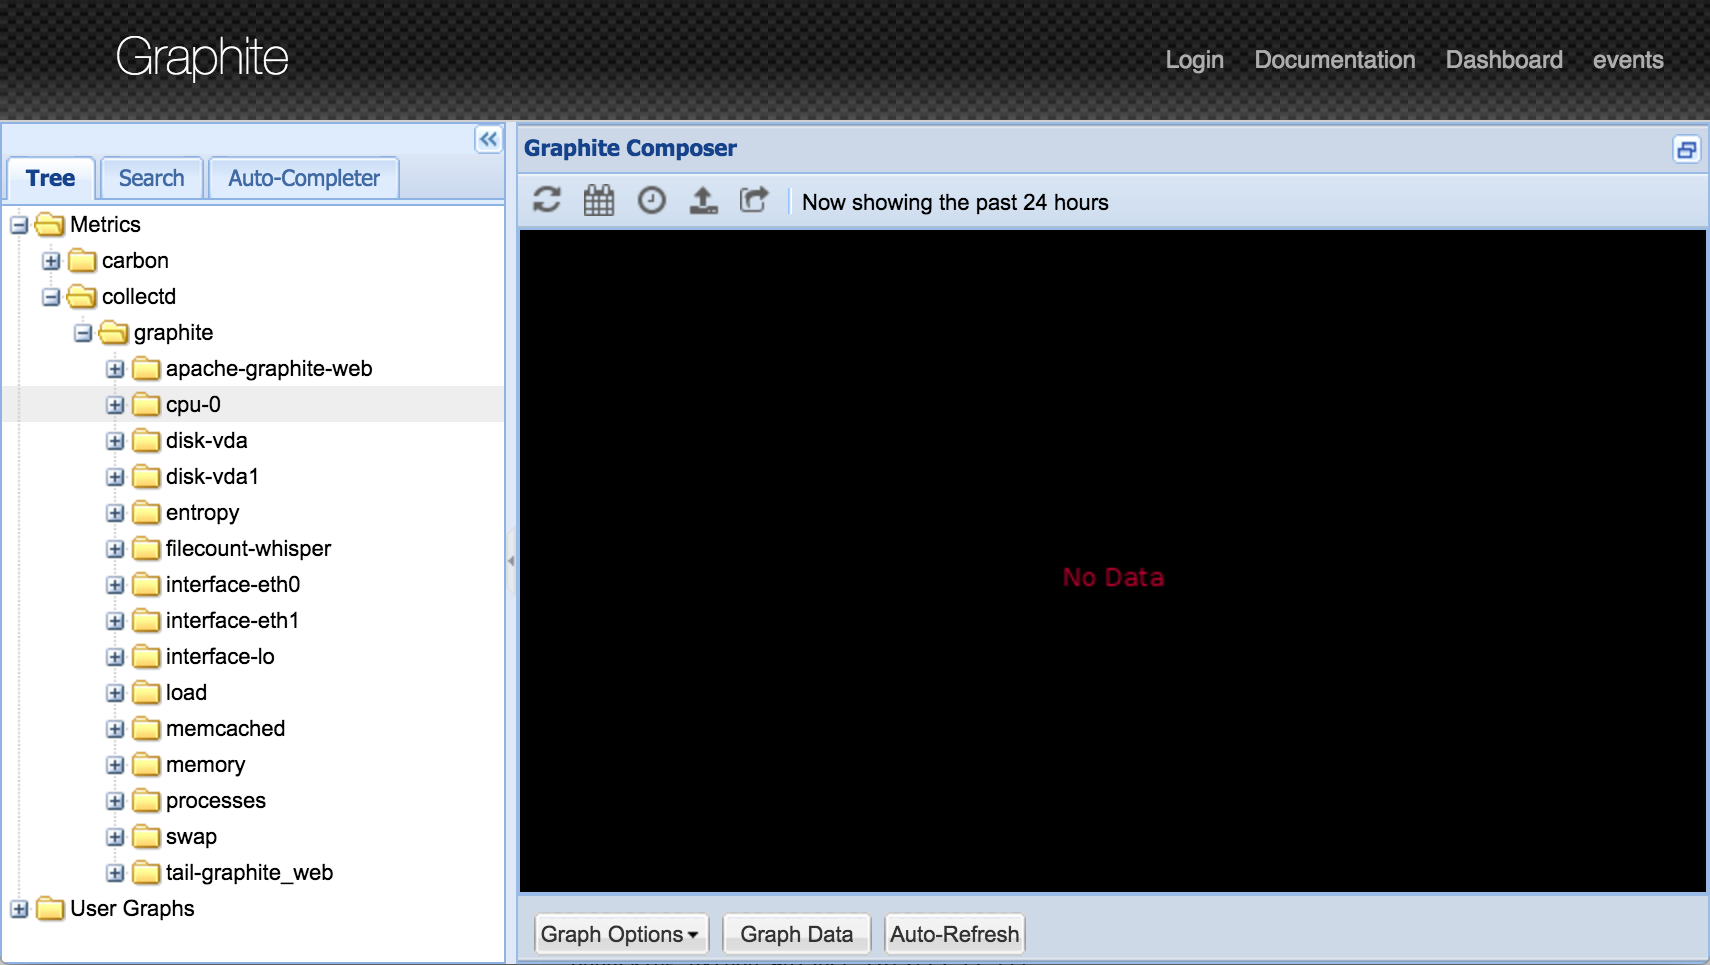 Graphite
Login Documentation Dashboard events
Tree Search Auto-Completer
Metrics
carbon
collectd
graphite
apache-graphite-web
cpu-0
disk-vda
disk-vda1
entropy
filecount-whisper
interface-eth0
interface-eth1
interface-lo
load
memcached
memory
processes
swap
tail-graphite_web
User Graphs
Graphite Composer
Now showing the past 24 hours
No Data
Graph Options Graph Data Auto-Refresh